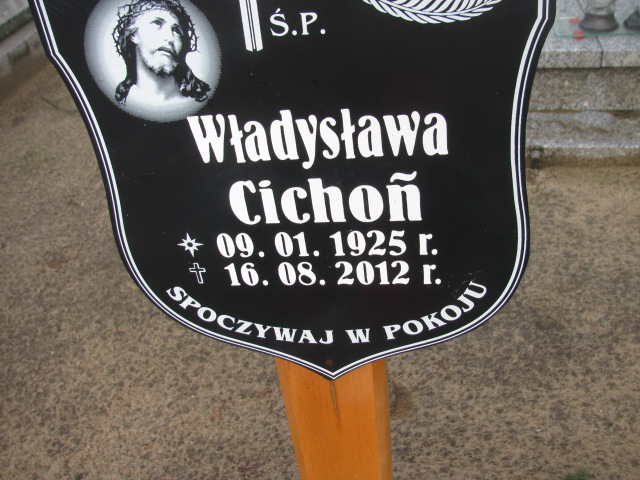 Ś.P.
Władysława
Cichoñ
09. 01. 1925 r.
16. 08. 2012 r.
SPOCZYWAJ W POKOJU